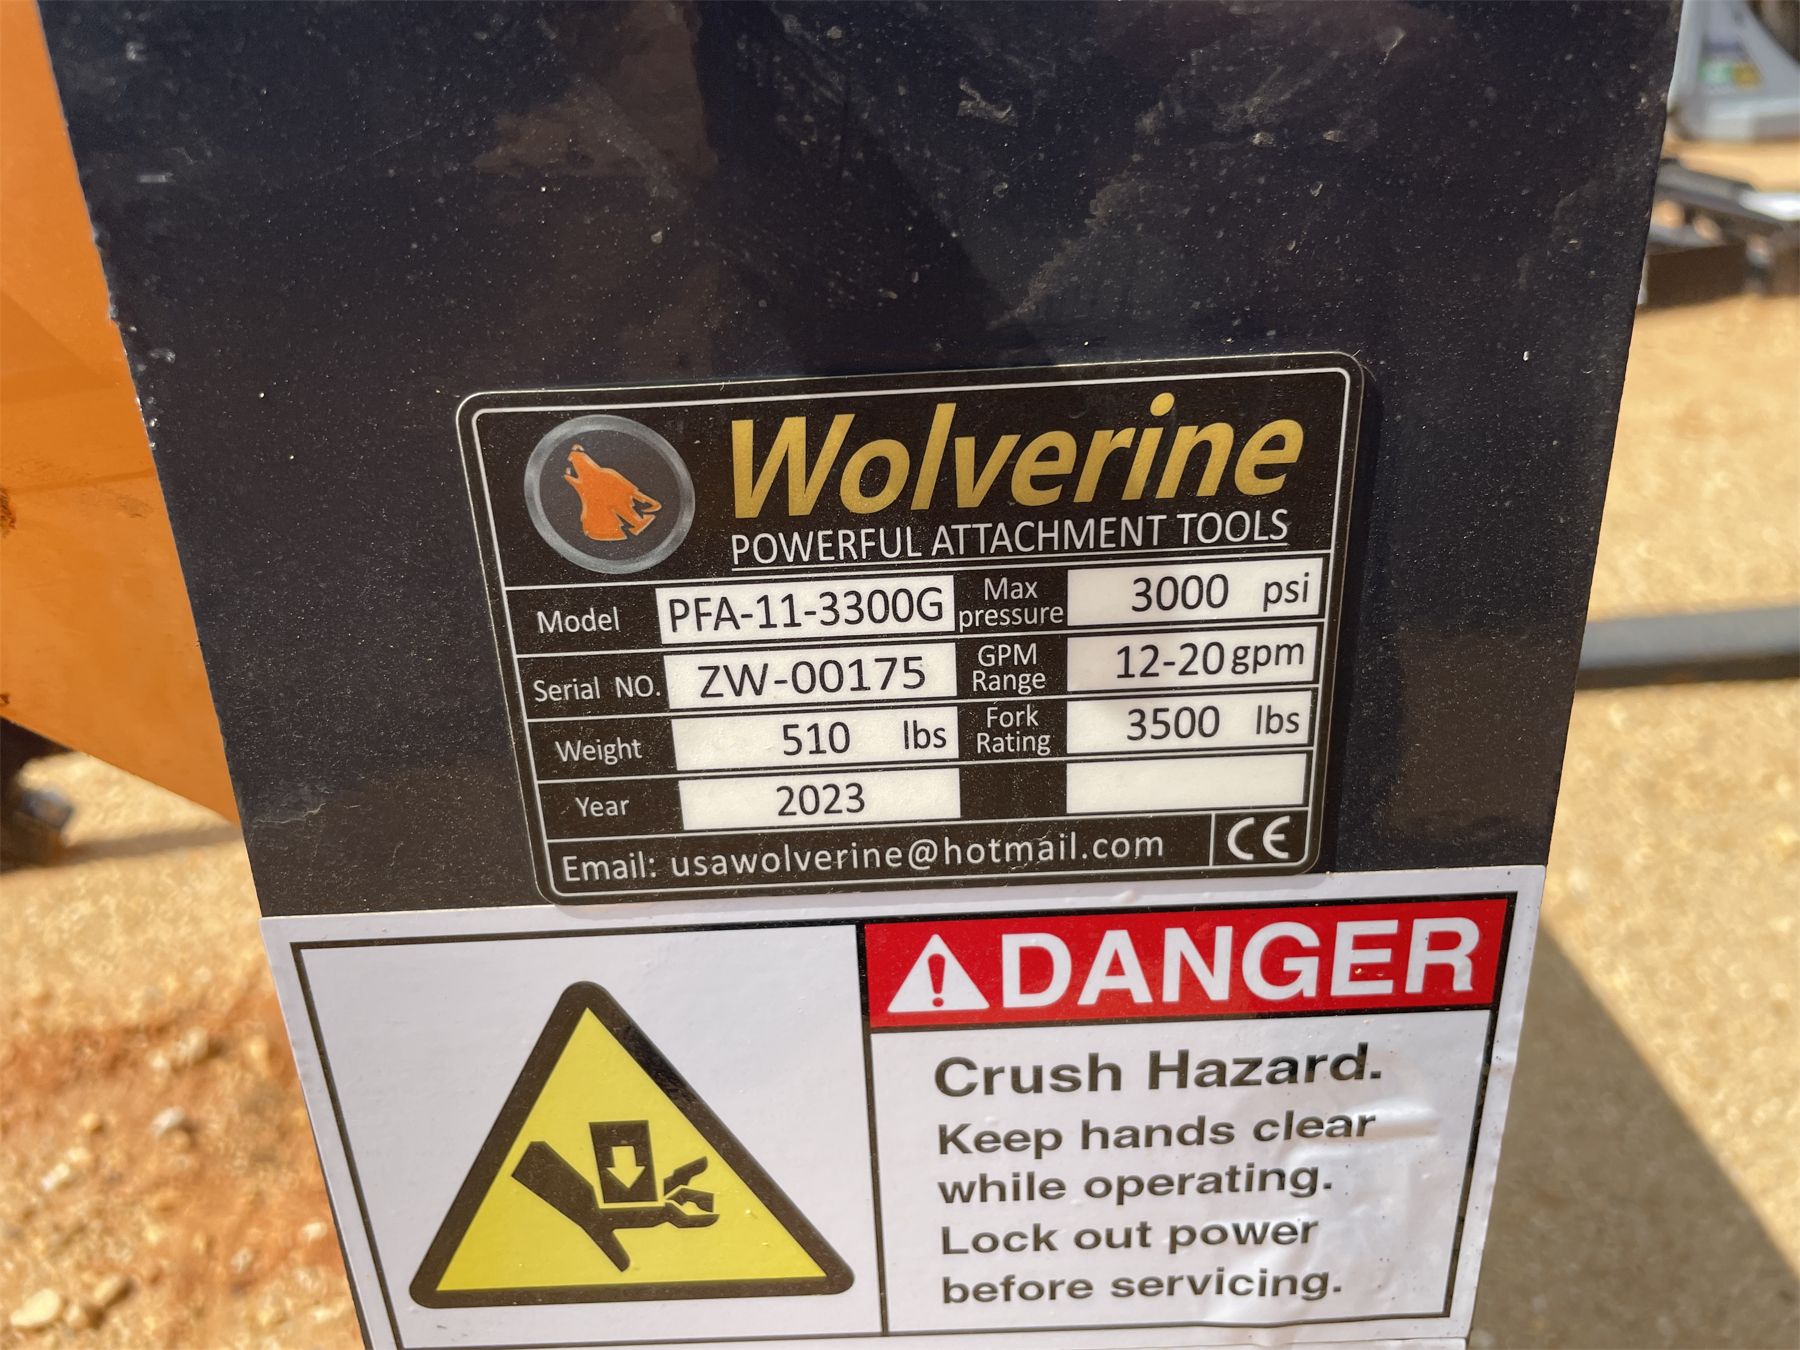 Wolverine
POWERFUL ATTACHMENT TOOLS
Model PFA-11-3300G Max pressure 3000 psi
Serial NO. ZW-00175 GPM Range 12-20 gpm
Weight 510 lbs Fork Rating 3500 lbs
Year 2023
Email: usawolverine@hotmail.com CE
DANGER
Crush Hazard.
Keep hands clear
while operating.
Lock out power
before servicing.